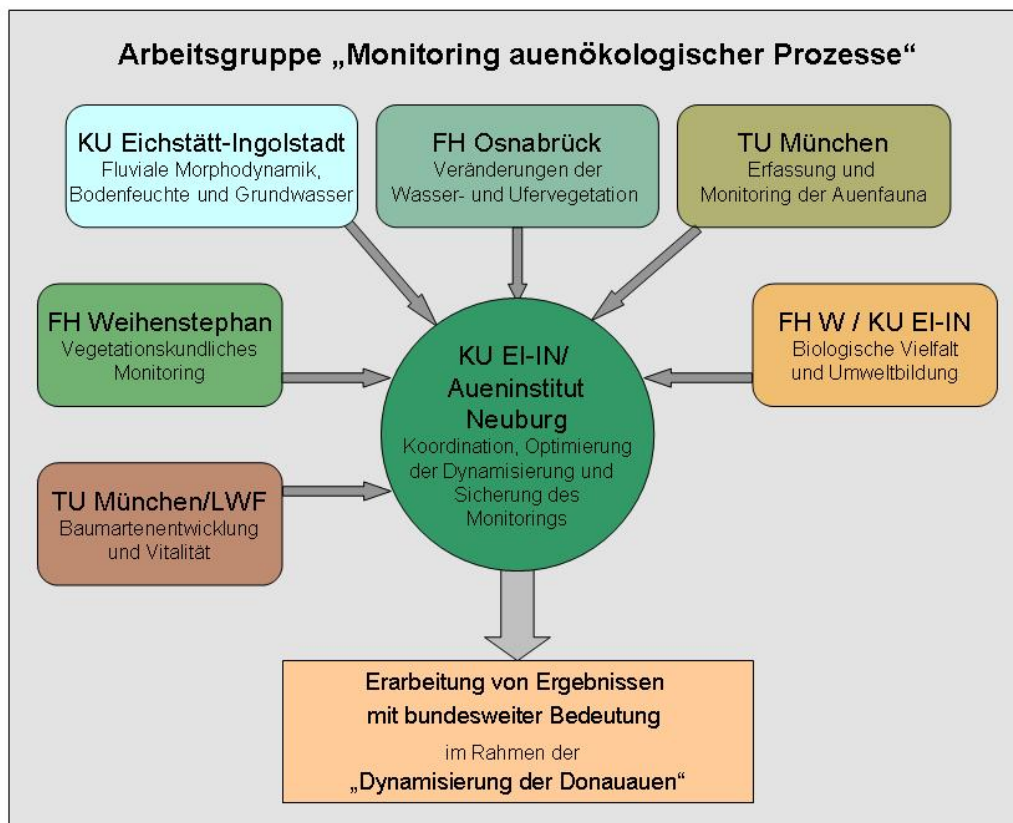 Arbeitsgruppe „Monitoring auenökologischer Prozesse“
KU Eichstätt-Ingolstadt
Fluviale Morphodynamik,
Bodenfeuchte und Grundwasser
FH Osnabrück
Veränderungen der
Wasser- und Ufervegetation
TU München
Erfassung und
Monitoring der Auenfauna
FH Weihenstephan
Vegetationskundliches
Monitoring
KU EI-IN/
Aueninstitut
Neuburg
Koordination, Optimierung
der Dynamisierung und
Sicherung des
Monitorings
FH W / KU EI-IN
Biologische Vielfalt
und Umweltbildung
TU München/LWF
Baumartenentwicklung
und Vitalität
Erarbeitung von Ergebnissen
mit bundesweiter Bedeutung
im Rahmen der
„Dynamisierung der Donauauen“